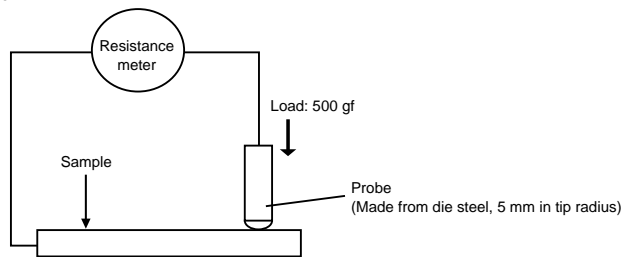 Resistance
meter
Load: 500 gf
Sample
Probe
(Made from die steel, 5 mm in tip radius)